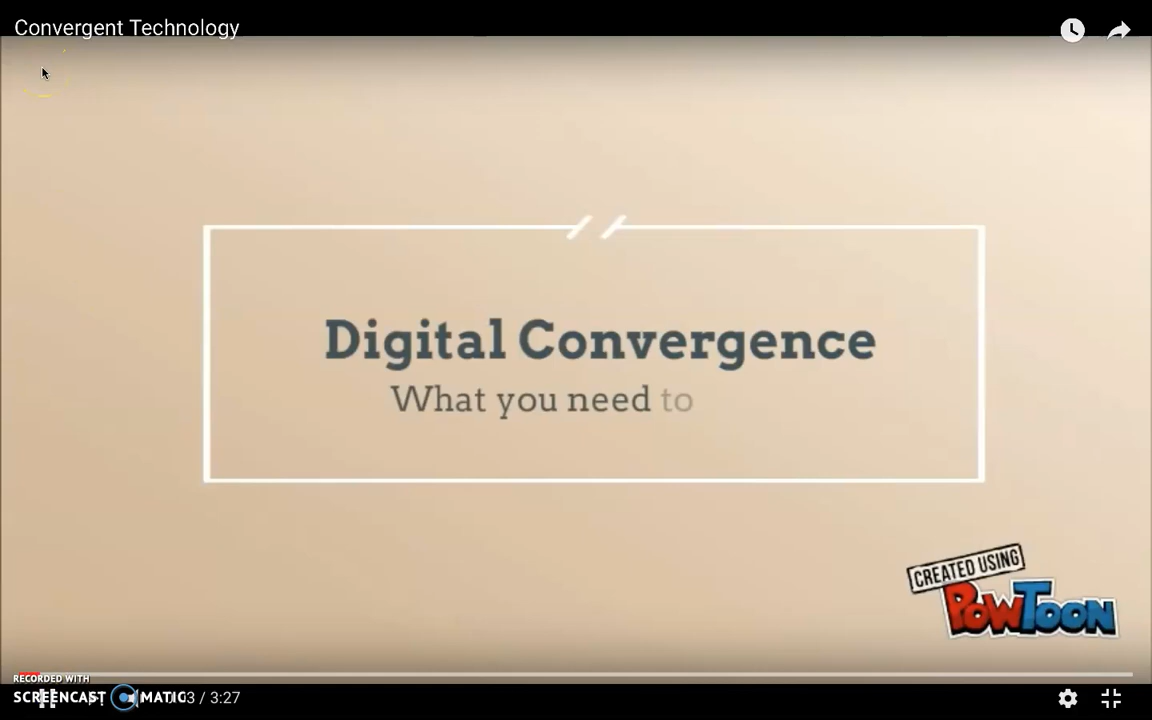 Convergent Technology
Digital Convergence
What you need to
CREATED USING
POWTOON
RECORDED WITH
SCREENCAST MATIC
/ 3:27